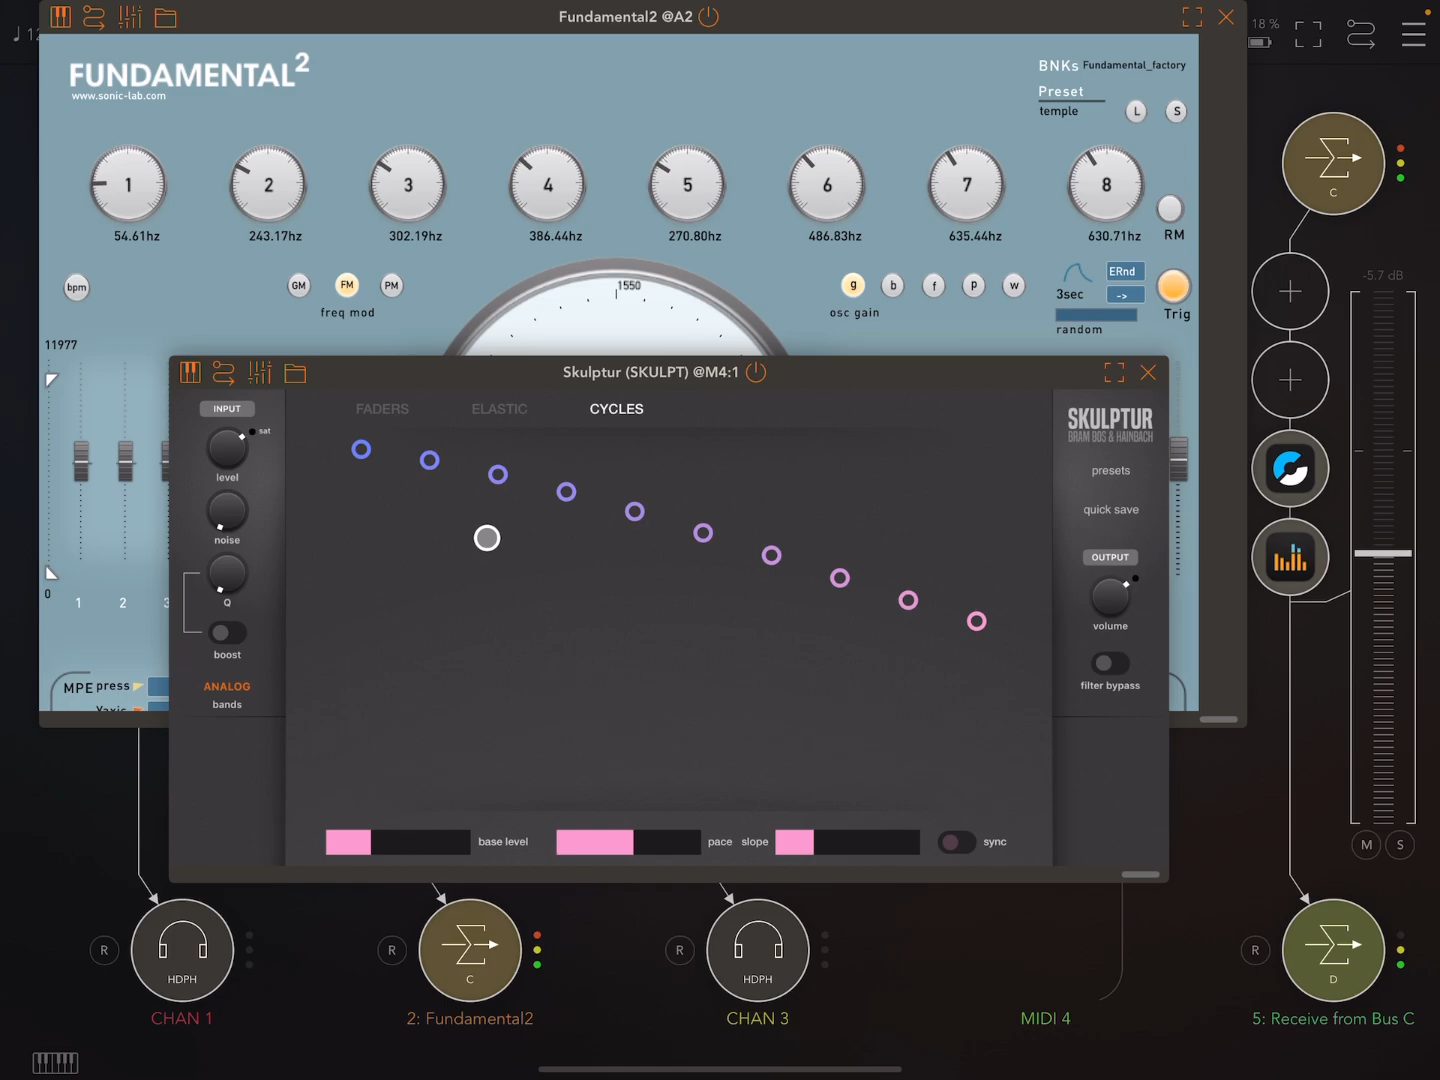 Fundamental2 @A2
18 %
♩ 12
FUNDAMENTAL2
www.sonic-lab.com
BNKs Fundamental_factory
Preset
temple
L
S
C
1
2
3
4
5
6
7
8
54.61hz
243.17hz
302.19hz
386.44hz
270.80hz
486.83hz
635.44hz
630.71hz
RM
bpm
GM
FM
PM
freq mod
1550
g
b
f
p
w
osc gain
3sec
ERnd
->
random
Trig
-5.7 dB
11977
0
1
2
3
MPE press
Skulptur (SKULPT) @M4:1
INPUT
sat
level
noise
Q
boost
ANALOG
bands
FADERS
ELASTIC
CYCLES
SKULPTUR
BRAM BOS & HAINBACH
presets
quick save
OUTPUT
volume
filter bypass
base level
pace
slope
sync
M
S
R
HDPH
CHAN 1
R
C
2: Fundamental2
R
HDPH
CHAN 3
MIDI 4
R
D
5: Receive from Bus C